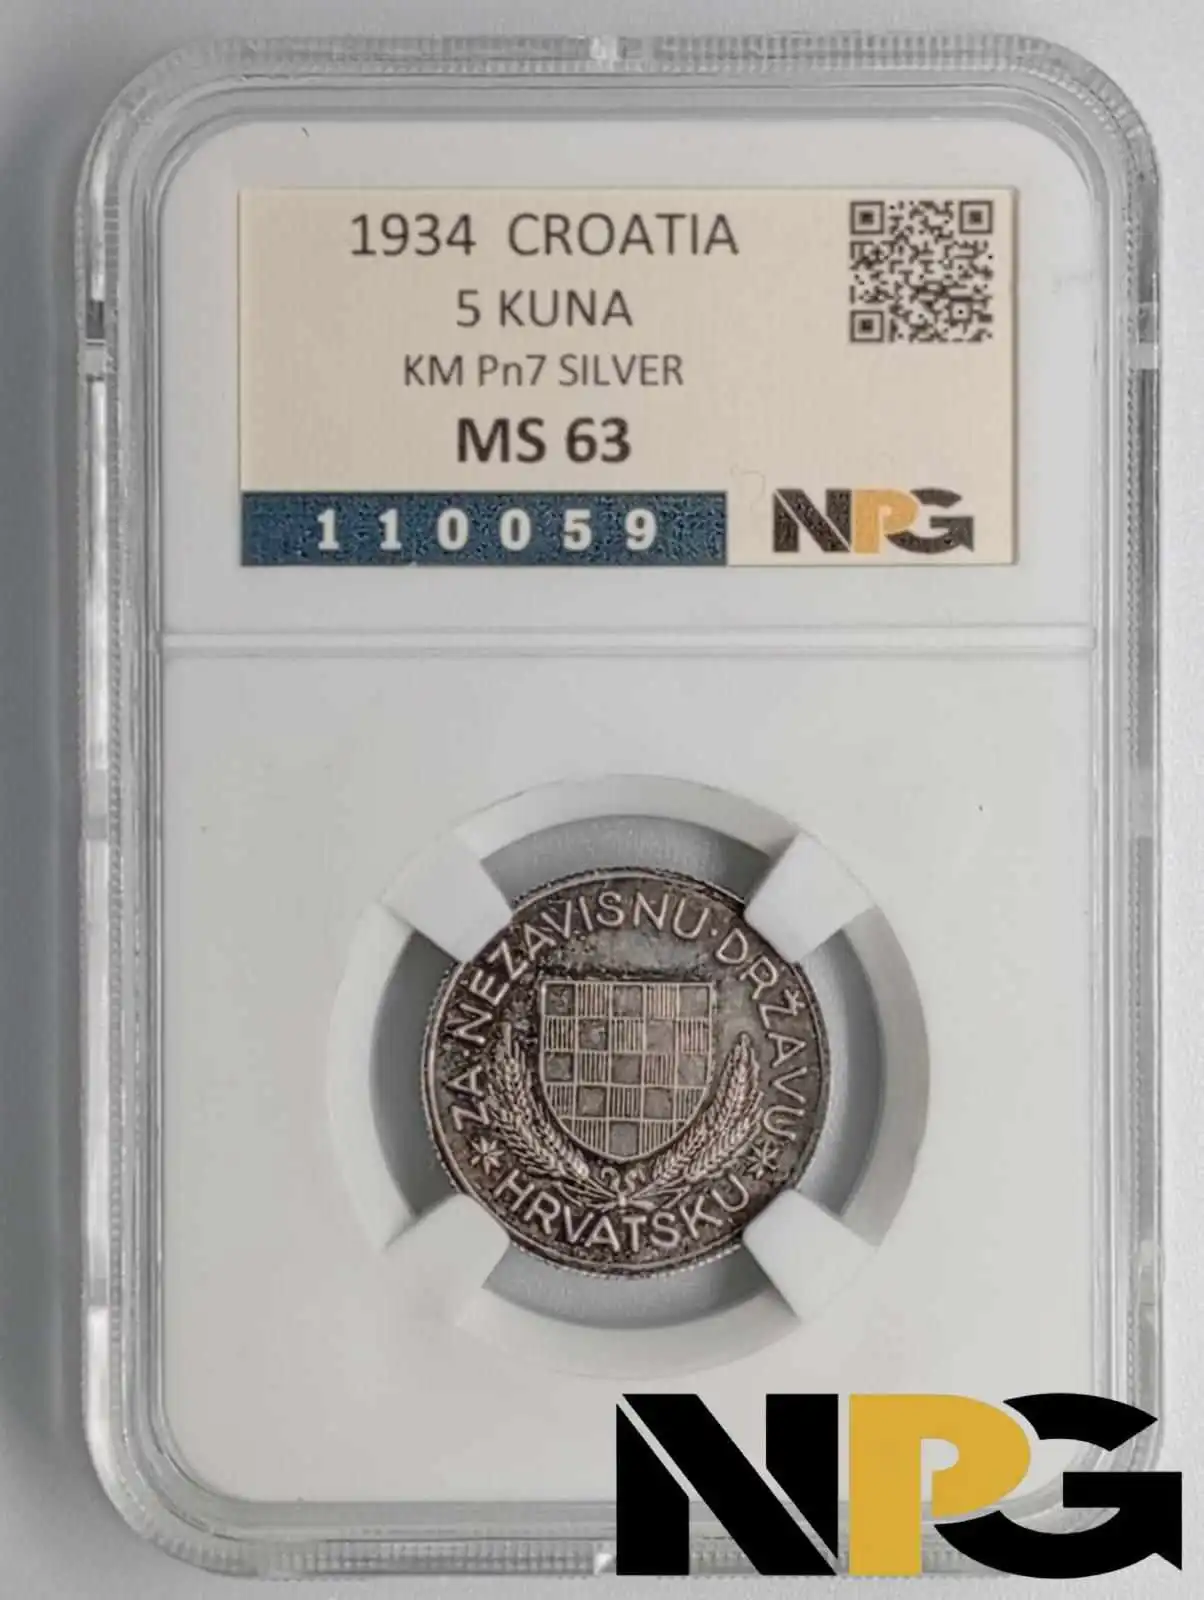 1934 CROATIA
5 KUNA
KM Pn7 SILVER
MS 63
110059
NPG
ZA·NEZAVISNU·DRŽAVU
HRVATSKU
NPG